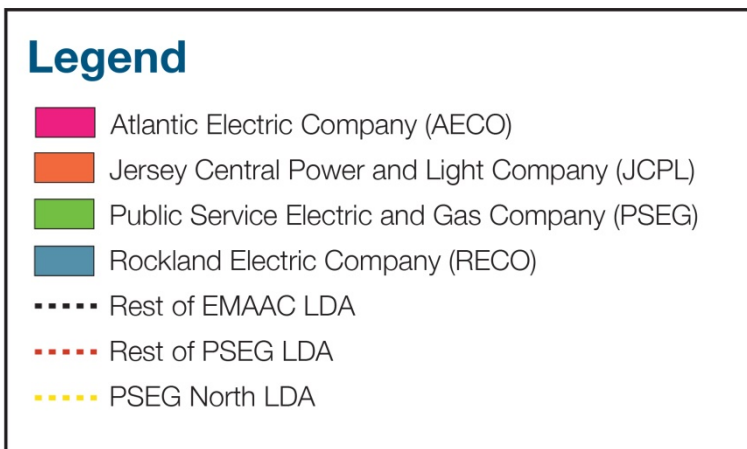 Legend
Atlantic Electric Company (AECO)
Jersey Central Power and Light Company (JCPL)
Public Service Electric and Gas Company (PSEG)
Rockland Electric Company (RECO)
Rest of EMAAC LDA
Rest of PSEG LDA
PSEG North LDA